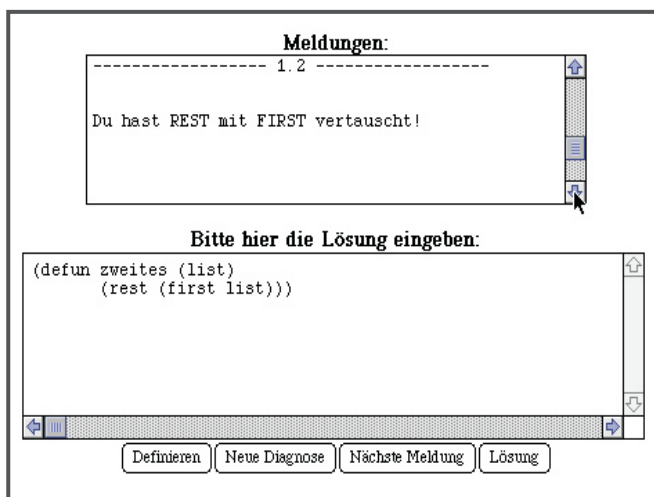 Meldungen:
------------------ 1.2 ------------------
Du hast REST mit FIRST vertauscht!
Bitte hier die Lösung eingeben:
(defun zweites (list)
(rest (first list)))
Definieren Neue Diagnose Nächste Meldung Lösung